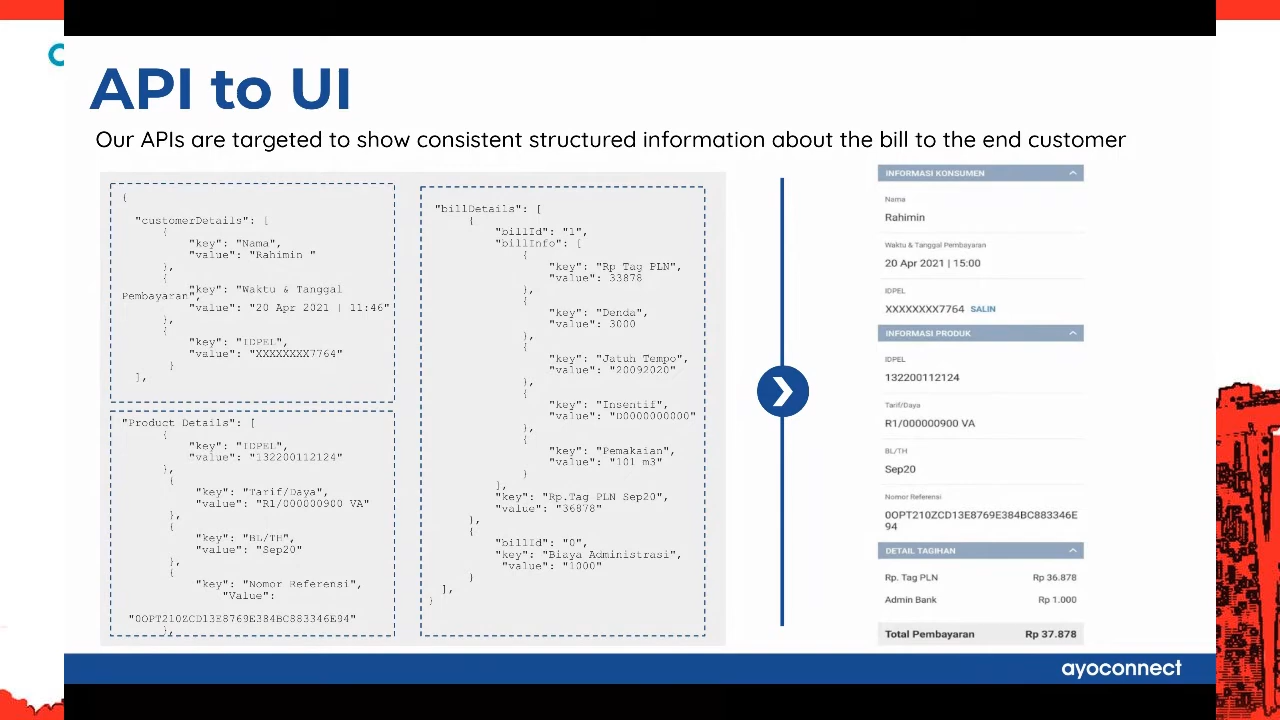 API to UI
Our APIs are targeted to show consistent structured information about the bill to the end customer
{
"customerDetails": [
{
"key": "Nama",
"value": "Rahimin "
},
{
"key": "Waktu & Tanggal
Pembayaran",
"value": "20 Apr 2021 | 11:46"
},
{
"key": "IDPEL",
"value": "XXXXXXXX7764"
}
],
"Product Details": [
{
"key": "IDPEL",
"value": "132200112124"
},
{
"key": "Tarif/Daya",
"value": "R1/000000900 VA"
},
{
"key": "BL/TH",
"value": "Sep20"
},
{
"key": "Nomor Referensi",
"Value":
"0OPT210ZCD13E8769E384BC883346E94"
},
"billDetails": [
{
"billId": "1",
"billInfo": [
{
"key": "Rp Tag PLN",
"value": 33878
},
{
"key": "Denda",
"value": 3000
},
{
"key": "Jatuh Tempo",
"value": "20092020"
},
{
"key": "Insentif",
"value": "D0000000000"
},
{
"key": "Pemakaian",
"value": "101 m3"
}
],
"key": "Rp.Tag PLN Sep20",
"value": "36878"
},
{
"billId": "0",
"key": "Biaya Administrasi",
"value": "1000"
}
],
}
INFORMASI KONSUMEN
Nama
Rahimin
Waktu & Tanggal Pembayaran
20 Apr 2021 | 15:00
IDPEL
XXXXXXXX7764 SALIN
INFORMASI PRODUK
IDPEL
132200112124
Tarif/Daya
R1/000000900 VA
BL/TH
Sep20
Nomor Referensi
0OPT210ZCD13E8769E384BC883346E
94
DETAIL TAGIHAN
Rp. Tag PLN Rp 36.878
Admin Bank Rp 1.000
Total Pembayaran Rp 37.878
ayoconnect